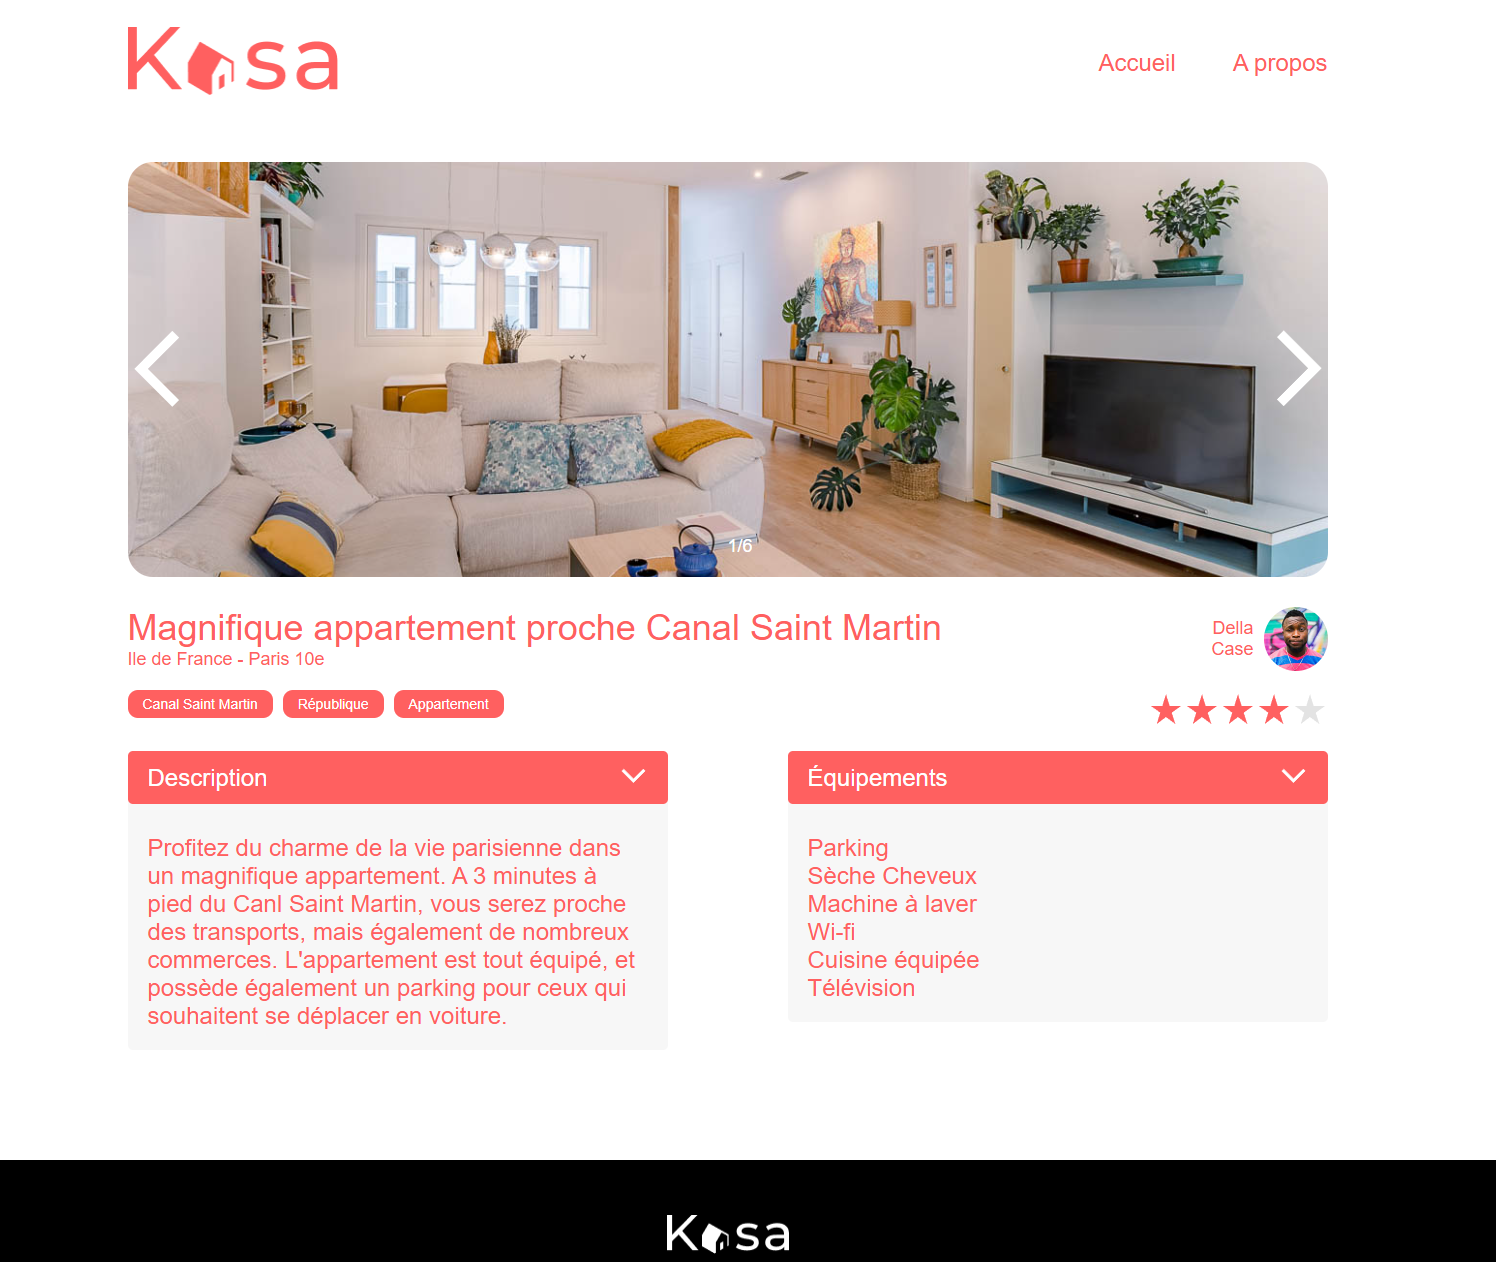 Kasa
Accueil
A propos
1/6
Magnifique appartement proche Canal Saint Martin
Ile de France - Paris 10e
Della
Case
Canal Saint Martin
République
Appartement
Description
Profitez du charme de la vie parisienne dans
un magnifique appartement. A 3 minutes à
pied du Canl Saint Martin, vous serez proche
des transports, mais également de nombreux
commerces. L'appartement est tout équipé, et
possède également un parking pour ceux qui
souhaitent se déplacer en voiture.
Équipements
Parking
Sèche Cheveux
Machine à laver
Wi-fi
Cuisine équipée
Télévision
Kasa